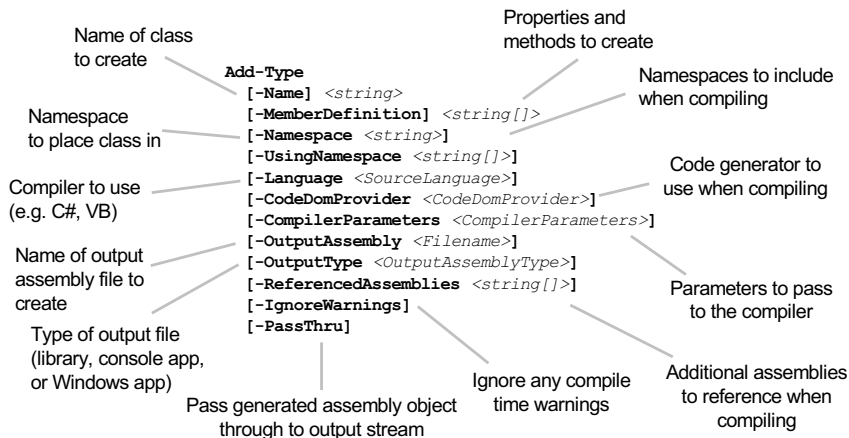 Name of class
to create
Properties and
methods to create
Add-Type
[-Name] <string>
[-MemberDefinition] <string[]>
[-Namespace <string>]
[-UsingNamespace <string[]>]
[-Language <SourceLanguage>]
[-CodeDomProvider <CodeDomProvider>]
[-CompilerParameters <CompilerParameters>]
[-OutputAssembly <Filename>]
[-OutputType <OutputAssemblyType>]
[-ReferencedAssemblies <string[]>]
[-IgnoreWarnings]
[-PassThru]
Namespaces to include
when compiling
Namespace
to place class in
Code generator to
use when compiling
Compiler to use
(e.g. C#, VB)
Name of output
assembly file to
create
Parameters to pass
to the compiler
Type of output file
(library, console app,
or Windows app)
Ignore any compile
time warnings
Additional assemblies
to reference when
compiling
Pass generated assembly object
through to output stream